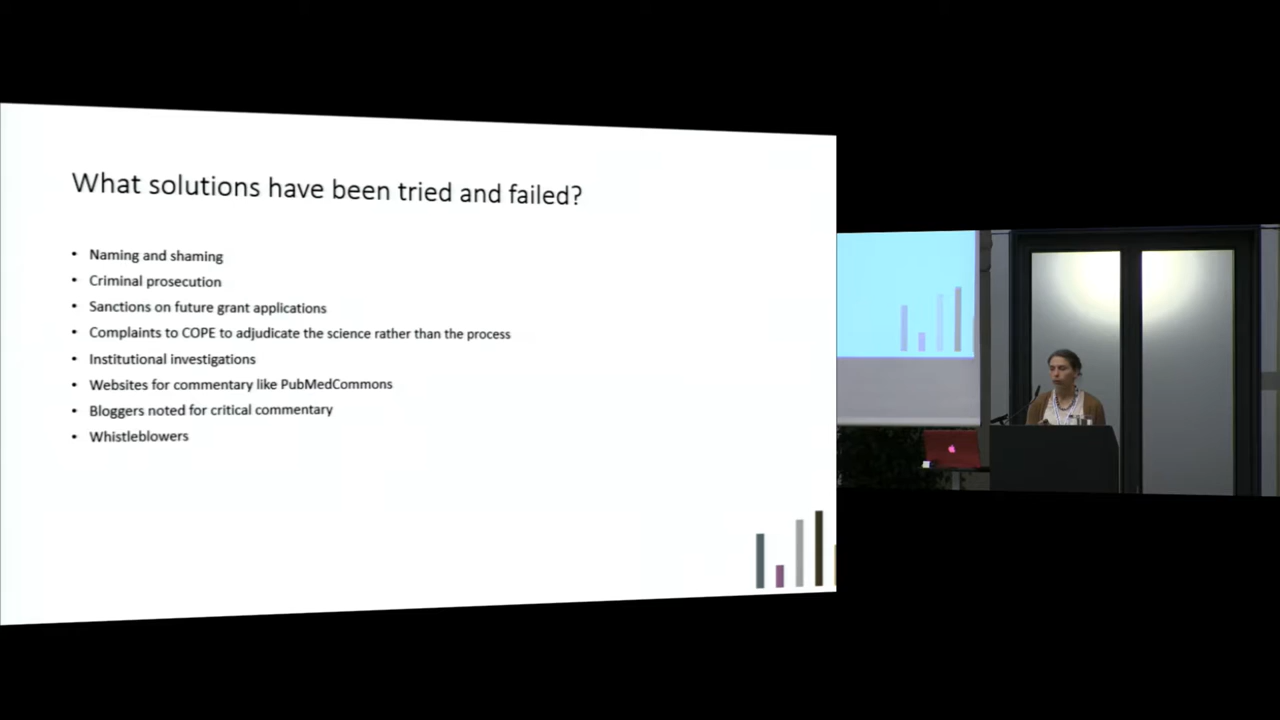 What solutions have been tried and failed?
• Naming and shaming
• Criminal prosecution
• Sanctions on future grant applications
• Complaints to COPE to adjudicate the science rather than the process
• Institutional investigations
• Websites for commentary like PubMedCommons
• Bloggers noted for critical commentary
• Whistleblowers